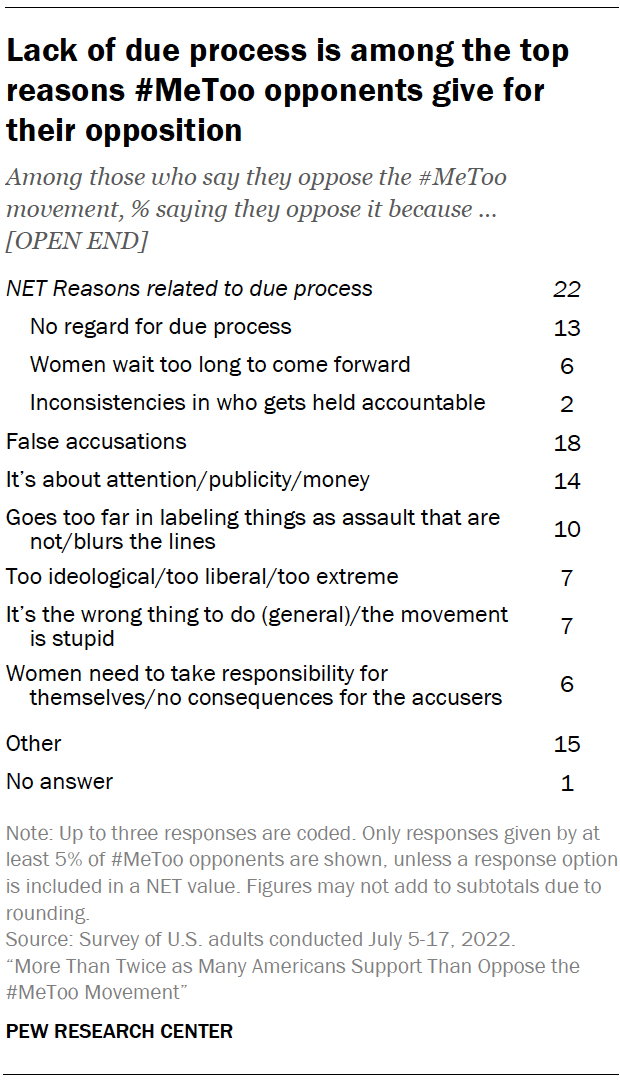 Lack of due process is among the top
reasons #MeToo opponents give for
their opposition
Among those who say they oppose the #MeToo
movement, % saying they oppose it because ...
[OPEN END]
NET Reasons related to due process 22
No regard for due process 13
Women wait too long to come forward 6
Inconsistencies in who gets held accountable 2
False accusations 18
It's about attention/publicity/money 14
Goes too far in labeling things as assault that are
not/blurs the lines 10
Too ideological/too liberal/too extreme 7
It's the wrong thing to do (general)/the movement
is stupid 7
Women need to take responsibility for
themselves/no consequences for the accusers 6
Other 15
No answer 1
Note: Up to three responses are coded. Only responses given by at
least 5% of #MeToo opponents are shown, unless a response option
is included in a NET value. Figures may not add to subtotals due to
rounding.
Source: Survey of U.S. adults conducted July 5-17, 2022.
“More Than Twice as Many Americans Support Than Oppose the
#MeToo Movement”
PEW RESEARCH CENTER